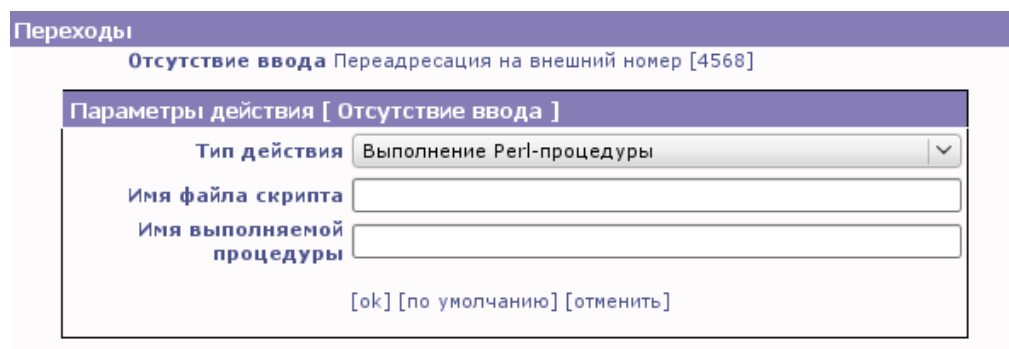 Переходы
Отсутствие ввода Переадресация на внешний номер [4568]
Параметры действия [ Отсутствие ввода ]
Тип действия Выполнение Perl-процедуры
Имя файла скрипта
Имя выполняемой
процедуры
[ok] [по умолчанию] [отменить]